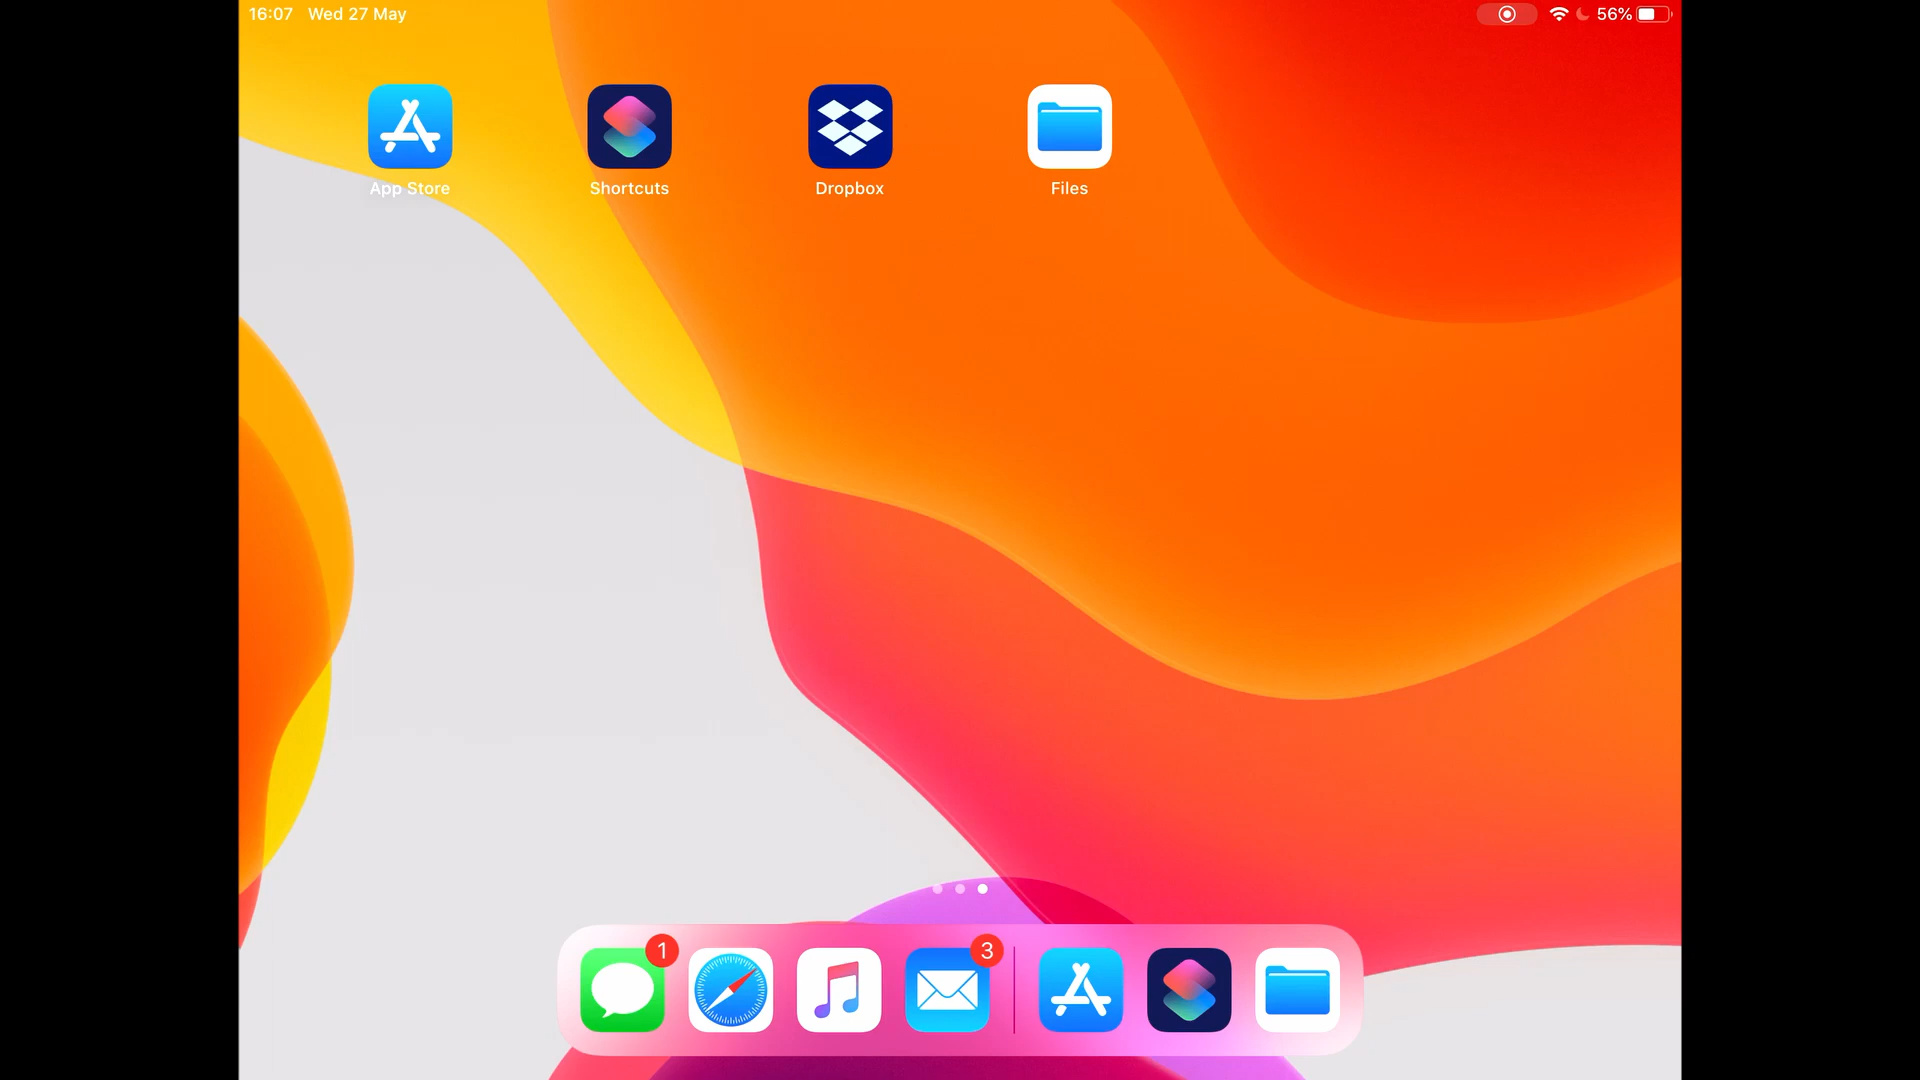 16:07 Wed 27 May
56%
App Store
Shortcuts
Dropbox
Files
1
3